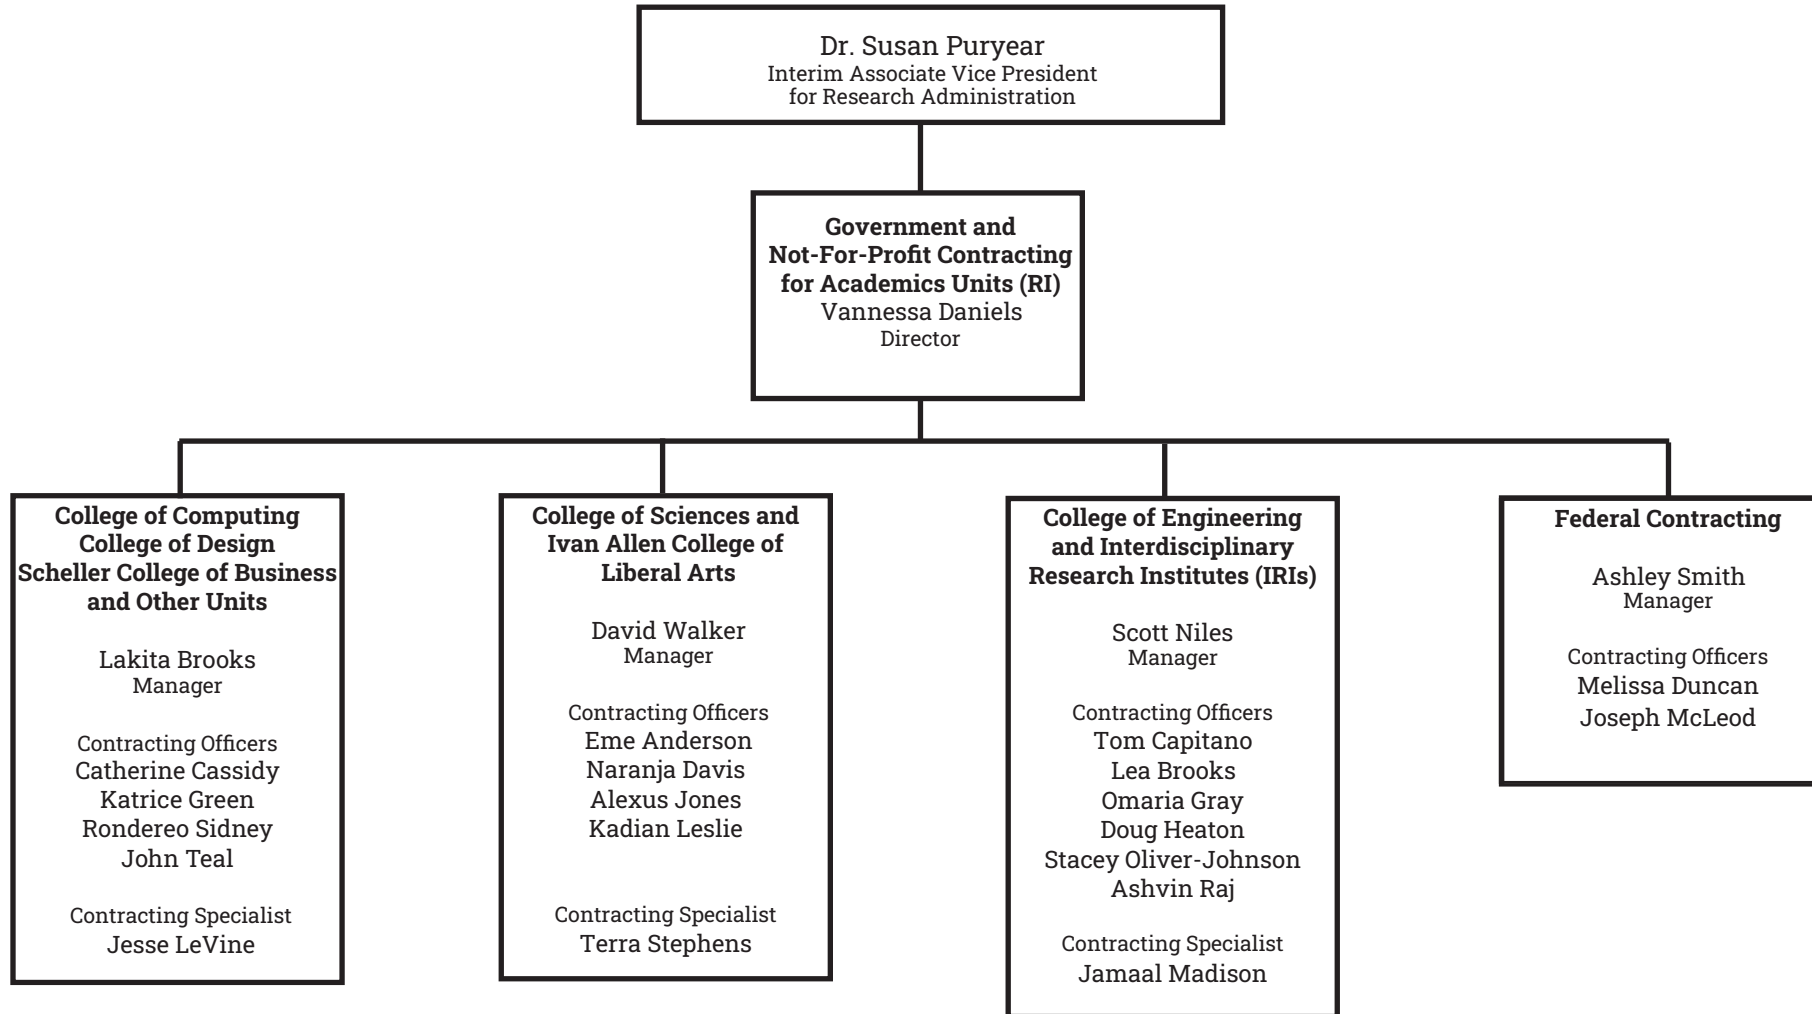 Dr. Susan Puryear
Interim Associate Vice President
for Research Administration
Government and
Not-For-Profit Contracting
for Academics Units (RI)
Vannessa Daniels
Director
College of Computing
College of Design
Scheller College of Business
and Other Units
Lakita Brooks
Manager
Contracting Officers
Catherine Cassidy
Katrice Green
Rondereo Sidney
John Teal
Contracting Specialist
Jesse LeVine
College of Sciences and
Ivan Allen College of
Liberal Arts
David Walker
Manager
Contracting Officers
Eme Anderson
Naranja Davis
Alexus Jones
Kadian Leslie
Contracting Specialist
Terra Stephens
College of Engineering
and Interdisciplinary
Research Institutes (IRIs)
Scott Niles
Manager
Contracting Officers
Tom Capitano
Lea Brooks
Omaria Gray
Doug Heaton
Stacey Oliver-Johnson
Ashvin Raj
Contracting Specialist
Jamaal Madison
Federal Contracting
Ashley Smith
Manager
Contracting Officers
Melissa Duncan
Joseph McLeod